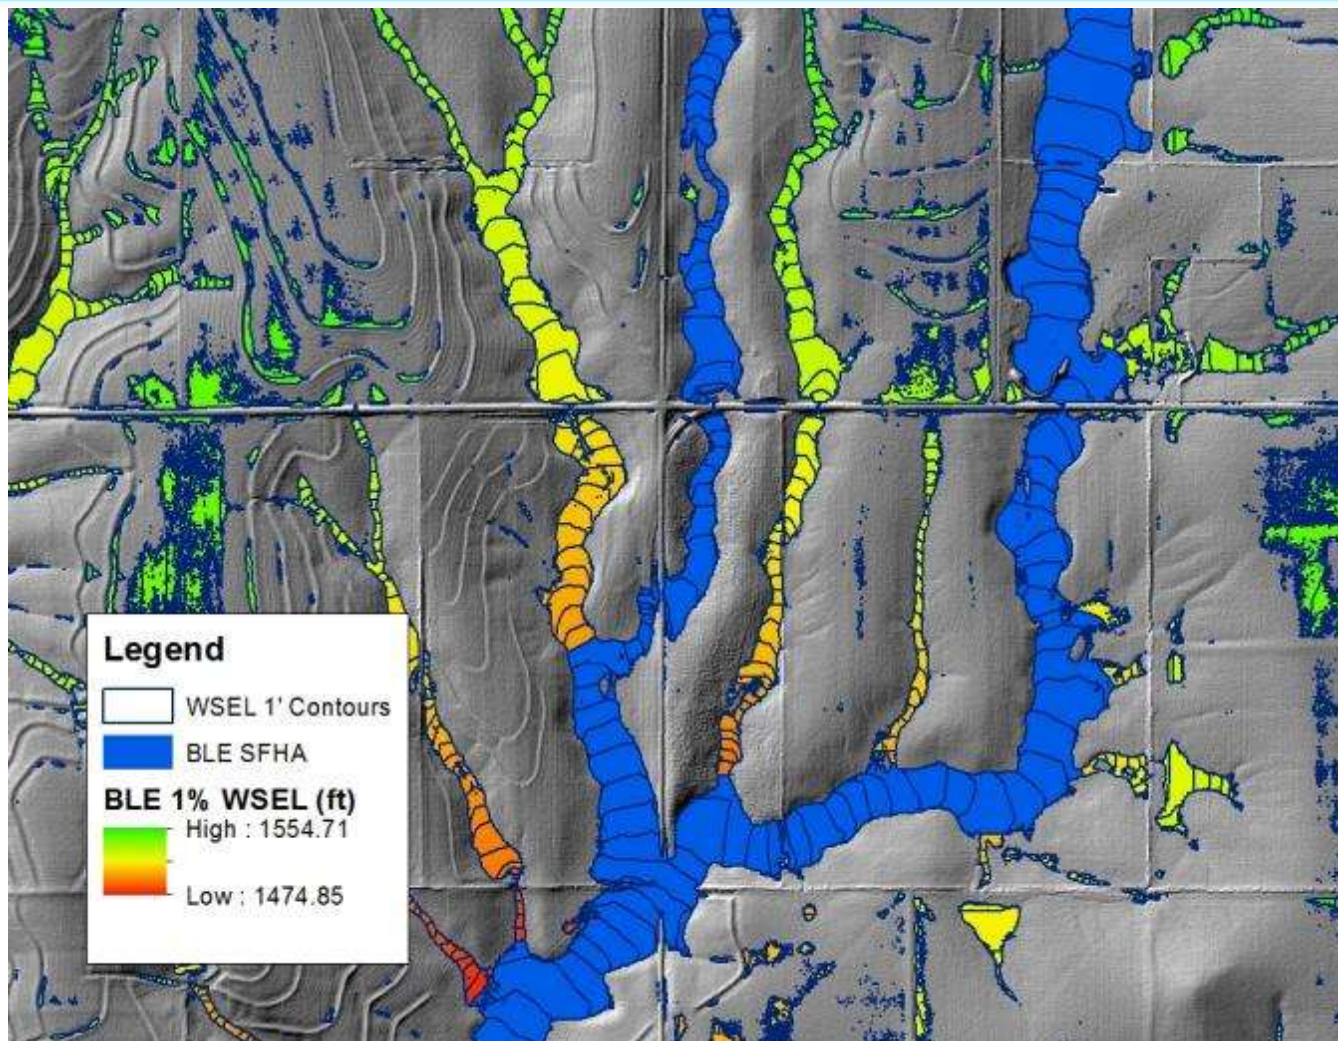 Legend
WSEL 1' Contours
BLE SFHA
BLE 1% WSEL (ft)
High : 1554.71
Low : 1474.85